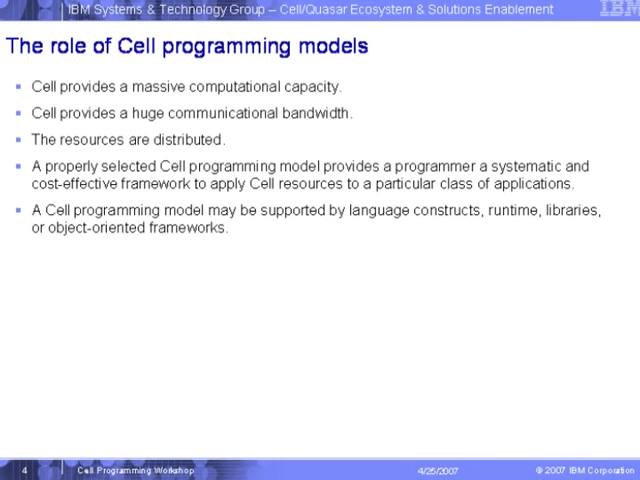 IBM Systems & Technology Group – Cell/Quasar Ecosystem & Solutions Enablement
IBM
The role of Cell programming models
Cell provides a massive computational capacity.
Cell provides a huge communicational bandwidth.
The resources are distributed.
A properly selected Cell programming model provides a programmer a systematic and
cost-effective framework to apply Cell resources to a particular class of applications.
A Cell programming model may be supported by language constructs, runtime, libraries,
or object-oriented frameworks.
4 Cell Programming Workshop 4/25/2007 © 2007 IBM Corporation